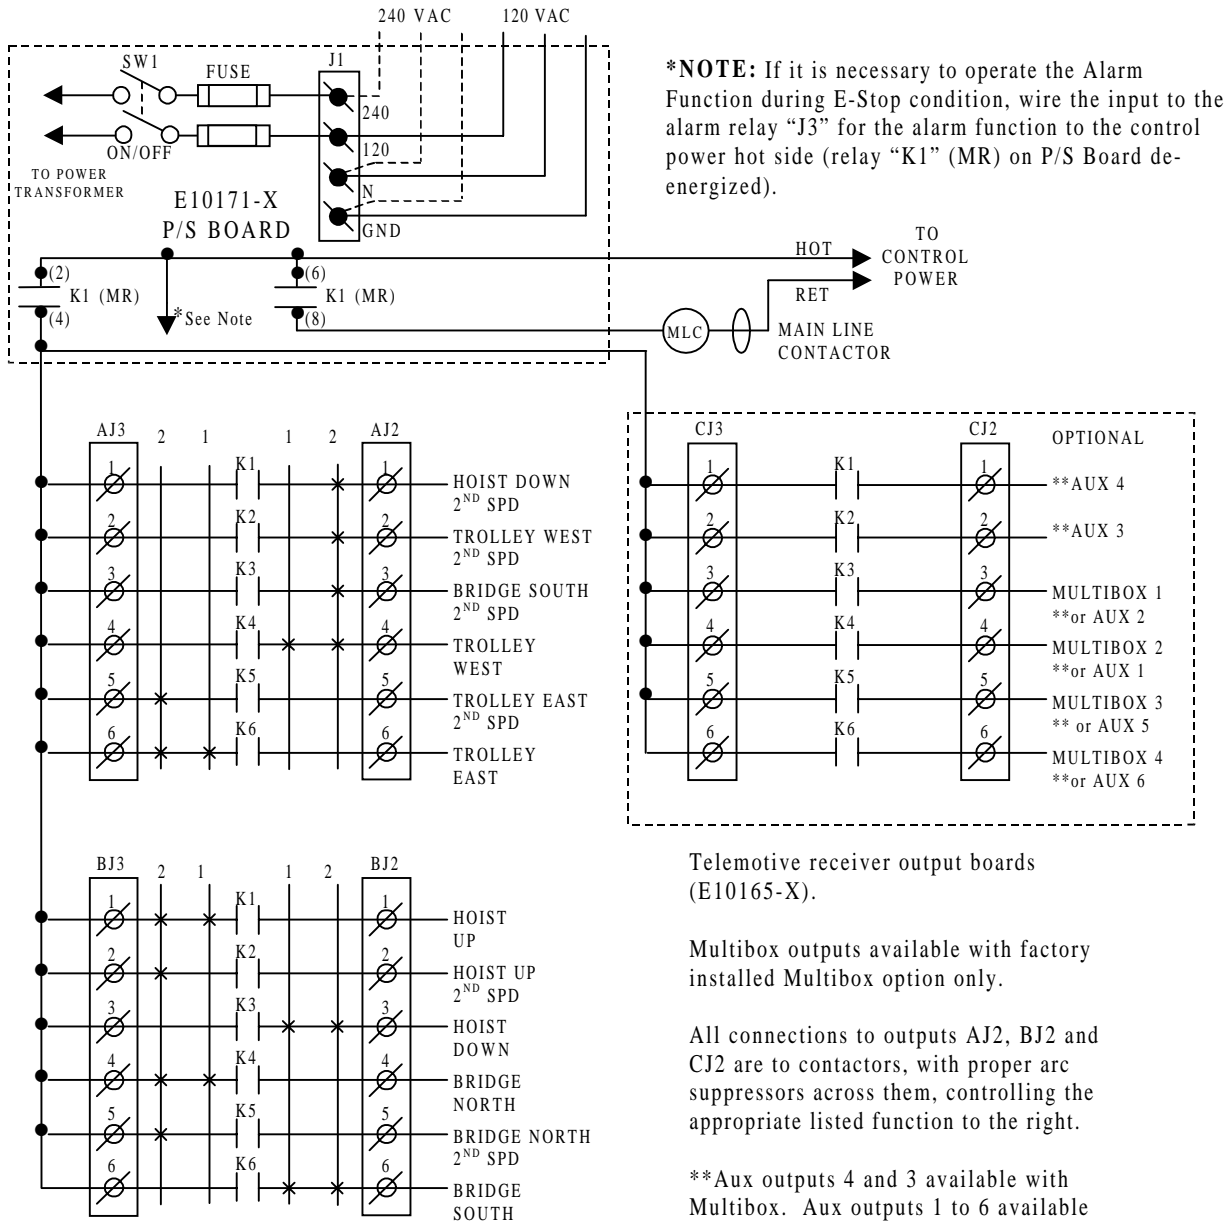 240 VAC 120 VAC
SW1
FUSE
J1
240
120
N
GND
ON/OFF
TO POWER
TRANSFORMER
E10171-X
P/S BOARD
*NOTE: If it is necessary to operate the Alarm
Function during E-Stop condition, wire the input to the
alarm relay “J3” for the alarm function to the control
power hot side (relay “K1” (MR) on P/S Board de-
energized).
HOT
TO
CONTROL
POWER
RET
(2)
K1 (MR)
(4)
*See Note
(6)
K1 (MR)
(8)
MLC
MAIN LINE
CONTACTOR
AJ3 2 1 1 2 AJ2
1 K1 1 HOIST DOWN
2ND SPD
2 K2 2 TROLLEY WEST
2ND SPD
3 K3 3 BRIDGE SOUTH
2ND SPD
4 K4 4 TROLLEY
WEST
5 K5 5 TROLLEY EAST
2ND SPD
6 K6 6 TROLLEY
EAST
CJ3 CJ2 OPTIONAL
1 K1 1 **AUX 4
2 K2 2 **AUX 3
3 K3 3 MULTIBOX 1
**or AUX 2
4 K4 4 MULTIBOX 2
**or AUX 1
5 K5 5 MULTIBOX 3
** or AUX 5
6 K6 6 MULTIBOX 4
**or AUX 6
BJ3 2 1 1 2 BJ2
1 K1 1 HOIST
UP
2 K2 2 HOIST UP
2ND SPD
3 K3 3 HOIST
DOWN
4 K4 4 BRIDGE
NORTH
5 K5 5 BRIDGE NORTH
2ND SPD
6 K6 6 BRIDGE
SOUTH
Telemotive receiver output boards
(E10165-X).
Multibox outputs available with factory
installed Multibox option only.
All connections to outputs AJ2, BJ2 and
CJ2 are to contactors, with proper arc
suppressors across them, controlling the
appropriate listed function to the right.
**Aux outputs 4 and 3 available with
Multibox. Aux outputs 1 to 6 available